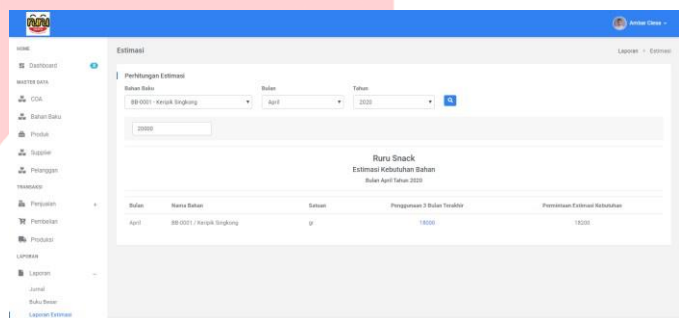 ruru
Ambar Cless
HOME
Dashboard
MASTER DATA
COA
Bahan Baku
Produk
Supplier
Pelanggan
TRANSAKSI
Penjualan +
Pembelian
Produksi
LAPORAN
Laporan -
Jurnal
Buku Besar
Laporan Estimasi
Estimasi
Laporan > Estimasi
Perhitungan Estimasi
Bahan Baku Bulan Tahun
BB-0001 - Keripik Singkong April 2020
20000
Ruru Snack
Estimasi Kebutuhan Bahan
Bulan April Tahun 2020
Bulan Nama Bahan Satuan Penggunaan 3 Bulan Terakhir Permintaan Estimasi Kebutuhan
April BB-0001 / Keripik Singkong gr 18000 18200